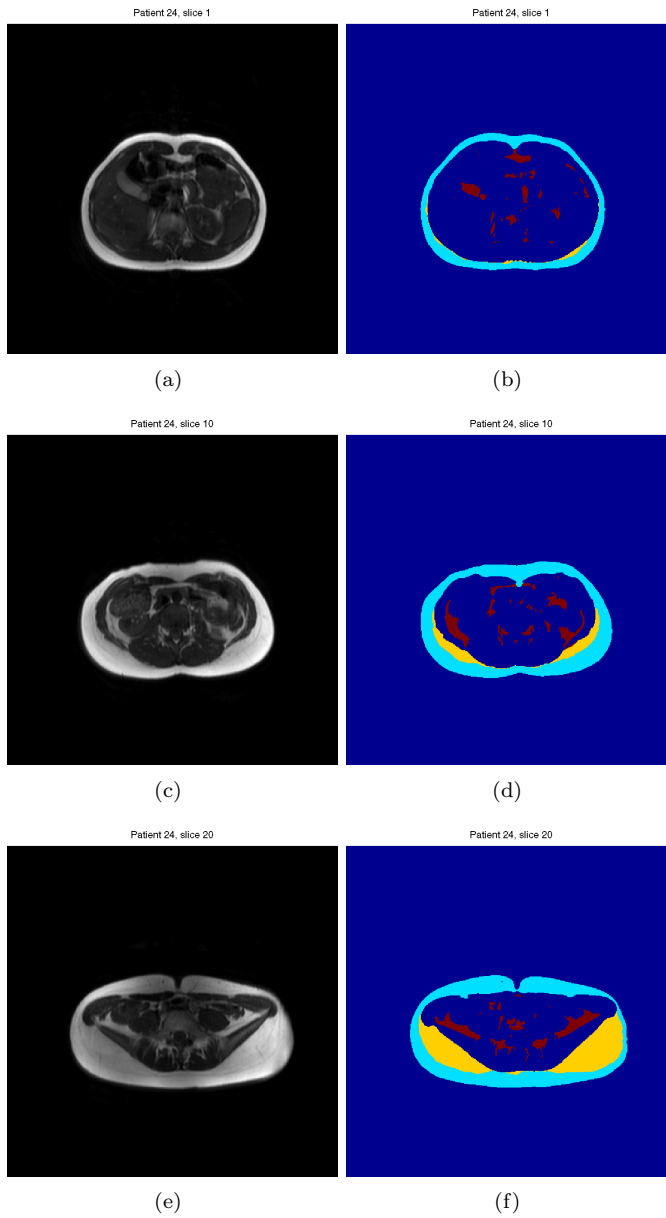 Patient 24, slice 1
Patient 24, slice 1
(a)
(b)
Patient 24, slice 10
Patient 24, slice 10
(c)
(d)
Patient 24, slice 20
Patient 24, slice 20
(e)
(f)